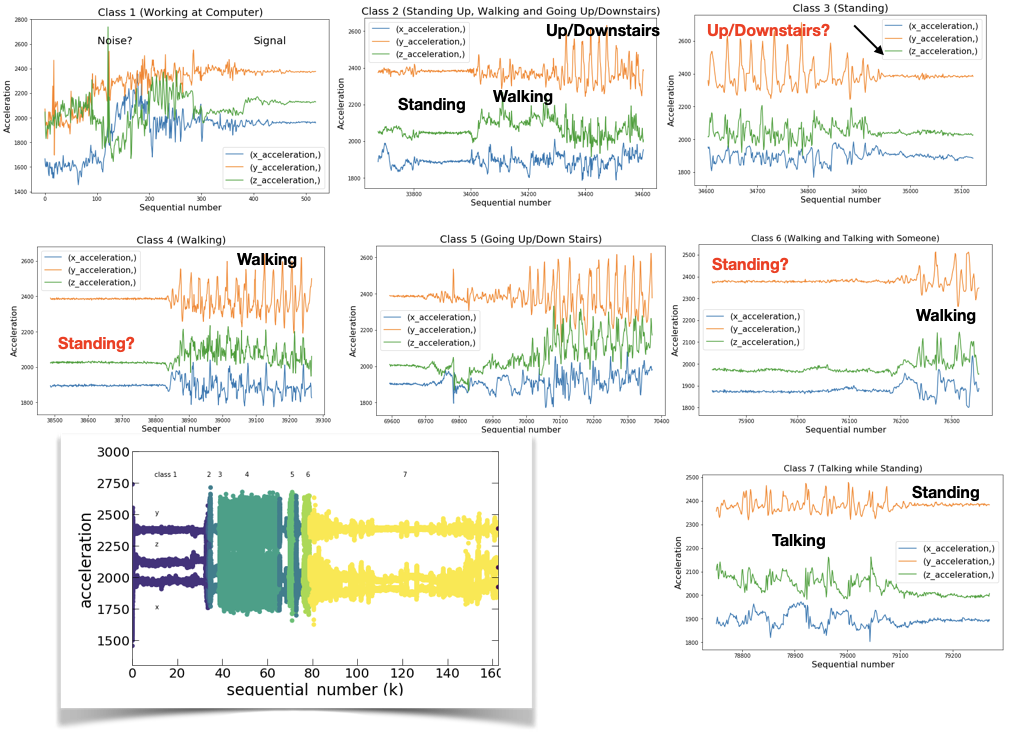 Class 1 (Working at Computer)
Noise?
Signal
Acceleration
2800
2600
2400
2200
2000
1800
1600
1400
(x_acceleration,)
(y_acceleration,)
(z_acceleration,)
0 100 200 300 400 500
Sequential number
Class 2 (Standing Up, Walking and Going Up/Downstairs)
(x_acceleration,)
(y_acceleration,)
(z_acceleration,)
Up/Downstairs
Standing
Walking
Acceleration
2600
2400
2200
2000
1800
33800 34000 34200 34400 34600
Sequential number
Class 3 (Standing)
Up/Downstairs?
(x_acceleration,)
(y_acceleration,)
(z_acceleration,)
Acceleration
2600
2400
2200
2000
1800
34600 34700 34800 34900 35000 35100
Sequential number
Class 4 (Walking)
(x_acceleration,)
(y_acceleration,)
(z_acceleration,)
Walking
Standing?
Acceleration
2600
2400
2200
2000
1800
38500 38600 38700 38800 38900 39000 39100 39200 39300
Sequential number
Class 5 (Going Up/Down Stairs)
(x_acceleration,)
(y_acceleration,)
(z_acceleration,)
Acceleration
2600
2400
2200
2000
1800
69600 69700 69800 69900 70000 70100 70200 70300 70400
Sequential number
Class 6 (Walking and Talking with Someone)
Standing?
(x_acceleration,)
(y_acceleration,)
(z_acceleration,)
Walking
Acceleration
2500
2400
2300
2200
2100
2000
1900
1800
75900 76000 76100 76200 76300
Sequential number
class 1 2 3 4 5 6 7
y
z
x
acceleration
3000
2750
2500
2250
2000
1750
1500
0 20 40 60 80 100 120 140
sequential number (k)
Class 7 (Talking while Standing)
Standing
Talking
(x_acceleration,)
(y_acceleration,)
(z_acceleration,)
Acceleration
2500
2400
2300
2200
2100
2000
1900
1800
78800 78900 79000 79100 79200
Sequential number